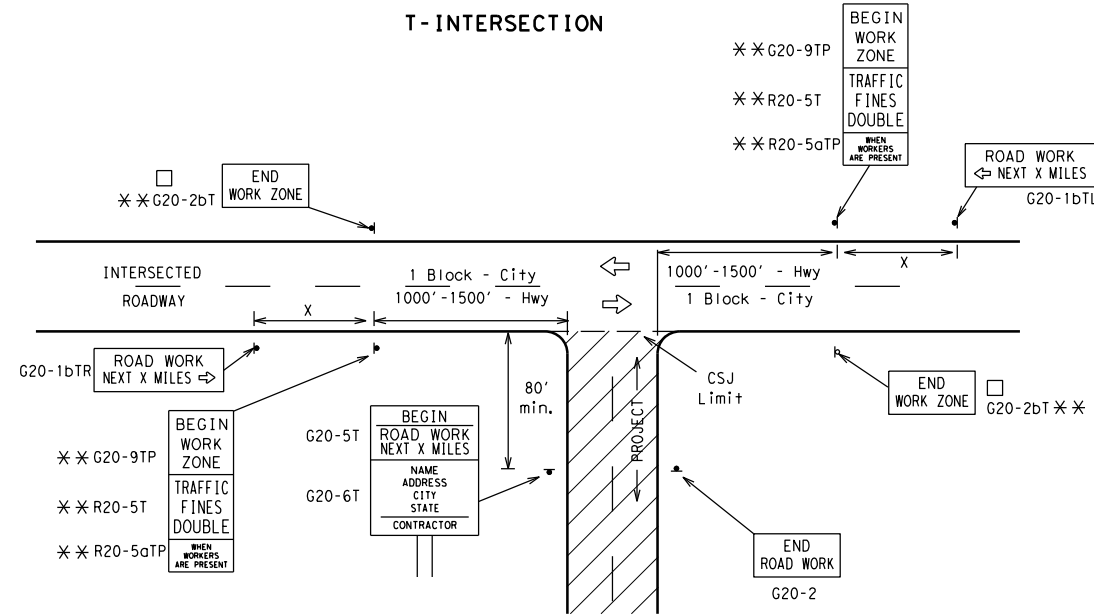 T-INTERSECTION
BEGIN
WORK
ZONE
TRAFFIC
FINES
DOUBLE
WHEN
WORKERS
ARE PRESENT
**G20-9TP
**R20-5T
**R20-5aTP
ROAD WORK
⇦ NEXT X MILES
G20-1bTL
END
WORK ZONE
□
**G20-2bT
INTERSECTED
ROADWAY
1 Block - City
1000'-1500' - Hwy
X
1000'-1500' - Hwy
1 Block - City
X
G20-1bTR
ROAD WORK
NEXT X MILES ⇨
80'
min.
CSJ
Limit
PROJECT
END
WORK ZONE
□
G20-2bT **
BEGIN
WORK
ZONE
TRAFFIC
FINES
DOUBLE
WHEN
WORKERS
ARE PRESENT
** G20-9TP
** R20-5T
** R20-5aTP
G20-5T
BEGIN
ROAD WORK
NEXT X MILES
G20-6T
NAME
ADDRESS
CITY
STATE
CONTRACTOR
END
ROAD WORK
G20-2